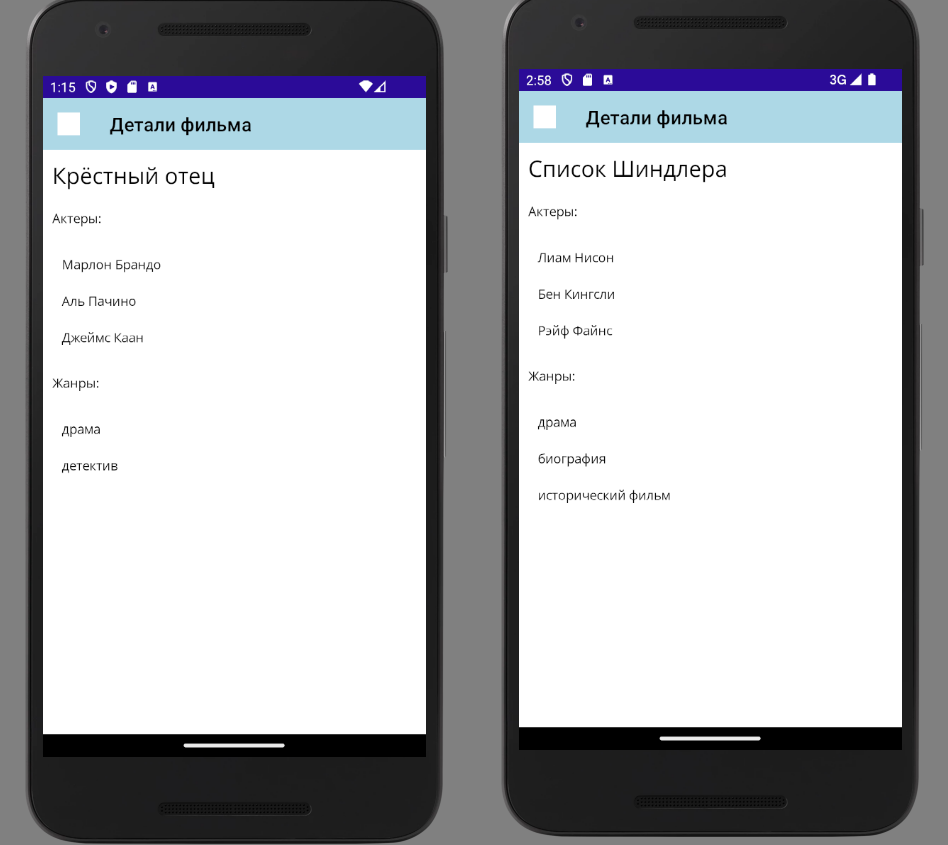 1:15
Детали фильма
Крёстный отец
Актеры:
Марлон Брандо
Аль Пачино
Джеймс Каан
Жанры:
драма
детектив
2:58
3G
Детали фильма
Список Шиндлера
Актеры:
Лиам Нисон
Бен Кингсли
Рэйф Файнс
Жанры:
драма
биография
исторический фильм